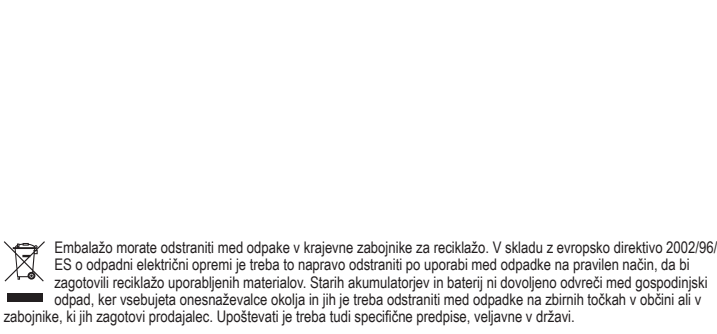 Embalažo morate odstraniti med odpake v krajevne zabojnike za reciklažo. V skladu z evropsko direktivo 2002/96/
ES o odpadni električni opremi je treba to napravo odstraniti po uporabi med odpadke na pravilen način, da bi
zagotovili reciklažo uporabljenih materialov. Starih akumulatorjev in baterij ni dovoljeno odvreči med gospodinjski
odpad, ker vsebujeta onesnaževalce okolja in jih je treba odstraniti med odpadke na zbirnih točkah v občini ali v
zabojnike, ki jih zagotovi prodajalec. Upoštevati je treba tudi specifične predpise, veljavne v državi.